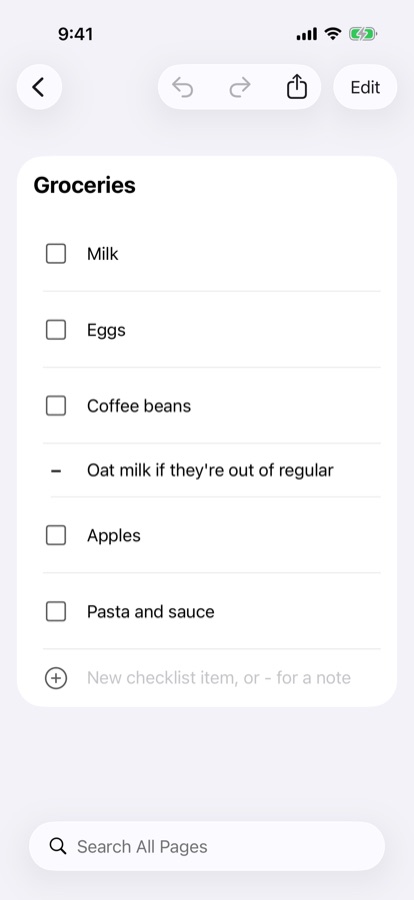 9:41
Edit
Groceries
Milk
Eggs
Coffee beans
– Oat milk if they're out of regular
Apples
Pasta and sauce
New checklist item, or - for a note
Search All Pages